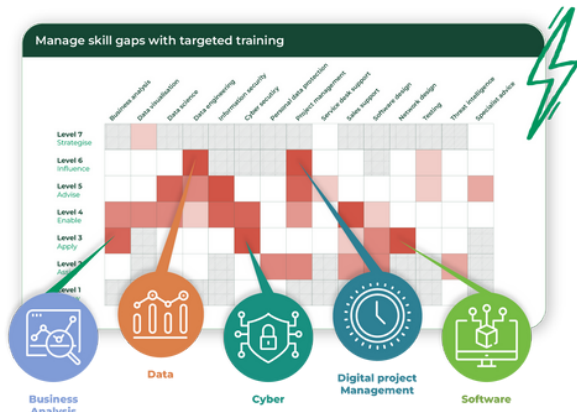 Manage skill gaps with targeted training
Business analysis
Data visualisation
Data science
Data engineering
Information security
Cyber secutiry
Personal data protection
Project management
Service desk support
Sales support
Software design
Network design
Testing
Threat intelligence
Specialist advice
Level 7
Strategise
Level 6
Influence
Level 5
Advise
Level 4
Enable
Level 3
Apply
Level 2
Level 1
Business
Analysis
Data
Cyber
Digital project
Management
Software